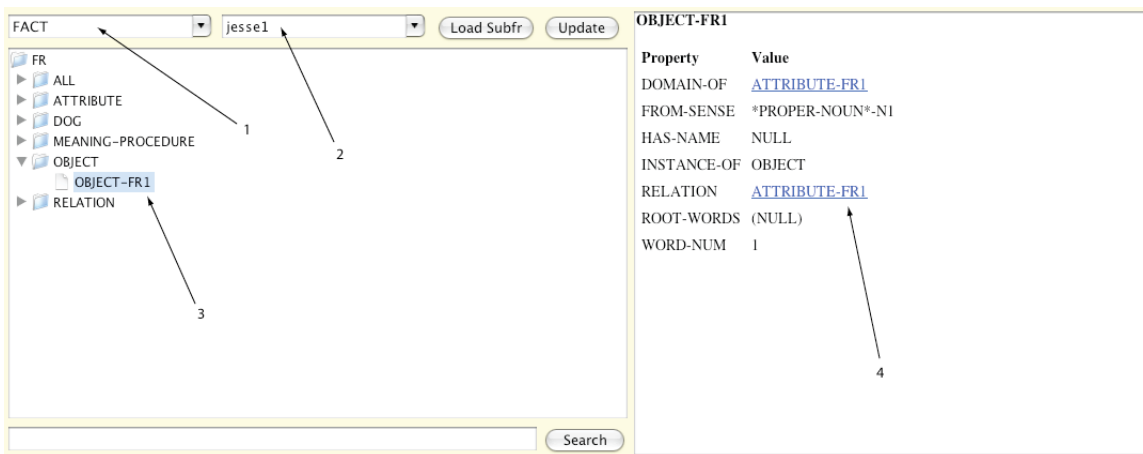 FACT jesse1 Load Subfr Update
FR
ALL
ATTRIBUTE
DOG
MEANING-PROCEDURE
OBJECT
OBJECT-FR1
RELATION
1
2
3
Search
OBJECT-FR1
Property Value
DOMAIN-OF ATTRIBUTE-FR1
FROM-SENSE *PROPER-NOUN*-N1
HAS-NAME NULL
INSTANCE-OF OBJECT
RELATION ATTRIBUTE-FR1
ROOT-WORDS (NULL)
WORD-NUM 1
4